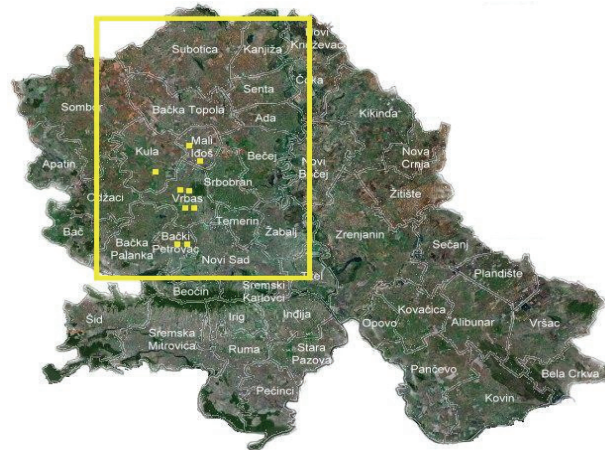 Novi
Kneževac
Subotica
Kanjiža
Čoka
Senta
Sombor
Bačka Topola
Ada
Kikinda
Mali
Iđoš
Nova
Crnja
Kula
Bečej
Apatin
Novi
Bečej
Srbobran
Žitište
Odžaci
Vrbas
Temerin
Bač
Žabalj
Zrenjanin
Bačka
Palanka
Bački
Petrovac
Sečanj
Novi Sad
Titel
Plandište
Beočin
Sremski
Karlovci
Kovačica
Šid
Irig
Inđija
Opovo
Alibunar
Vršac
Sremska
Mitrovica
Ruma
Stara
Pazova
Pančevo
Bela Crkva
Pećinci
Kovin